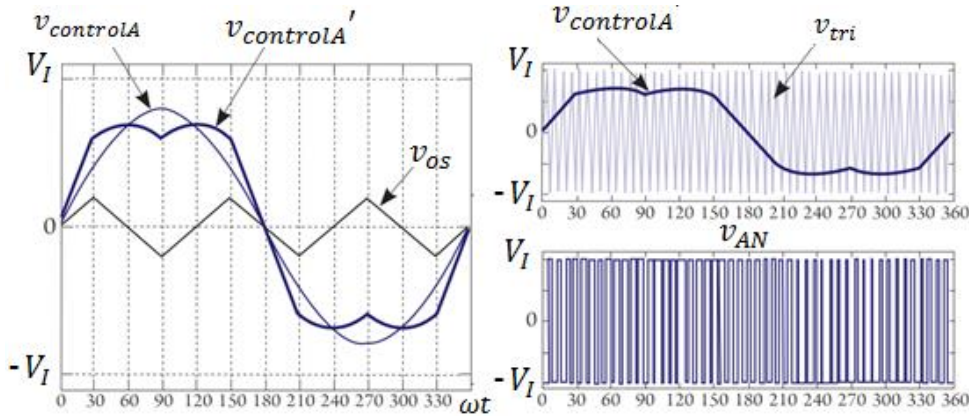 v_controlA
v_controlA'
V_I
v_os
0
-V_I
0 30 60 90 120 150 180 210 240 270 300 330 ωt
v_controlA'
v_tri
V_I
0
-V_I
0 30 60 90 120 150 180 210 240 270 300 330 360
v_AN
V_I
0
-V_I
0 30 60 90 120 150 180 210 240 270 300 330 360